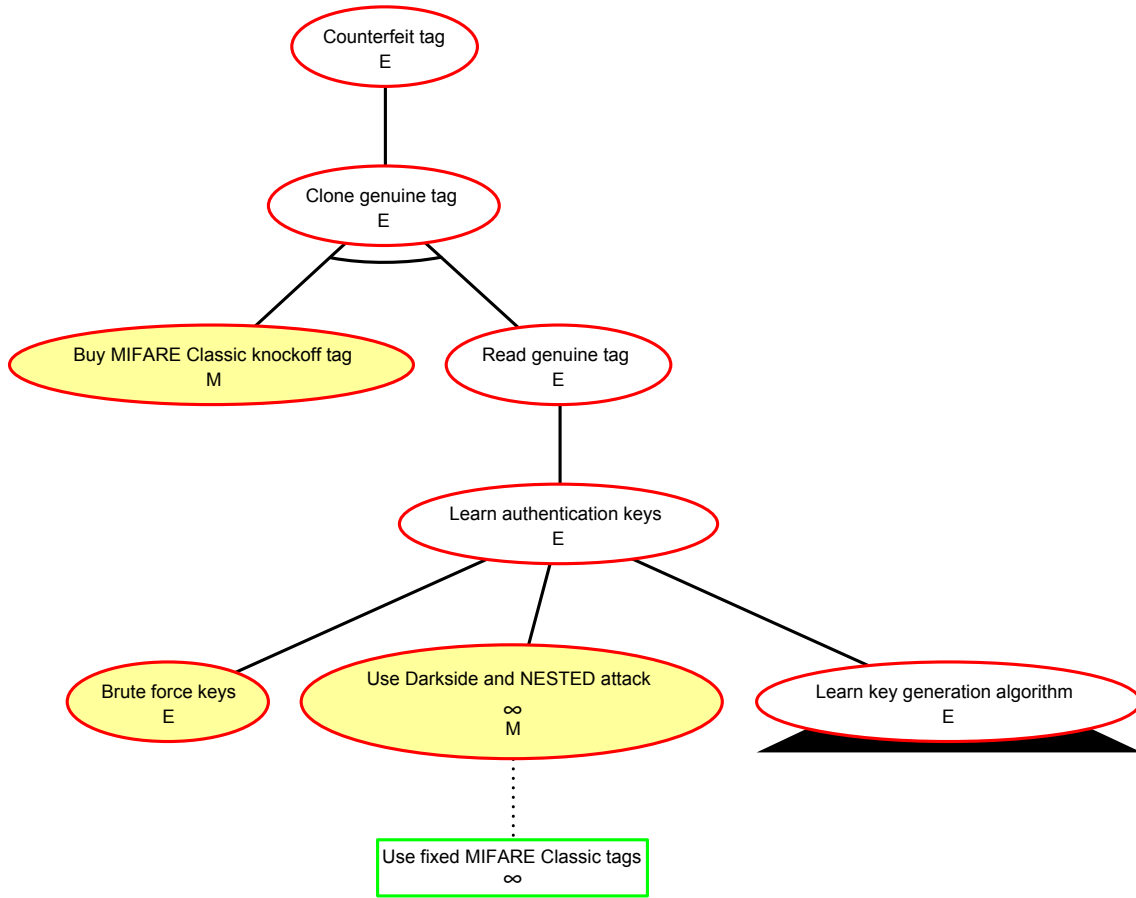 Counterfeit tag
E
Clone genuine tag
E
Buy MIFARE Classic knockoff tag
M
Read genuine tag
E
Learn authentication keys
E
Brute force keys
E
Use Darkside and NESTED attack
∞
M
Learn key generation algorithm
E
Use fixed MIFARE Classic tags
∞